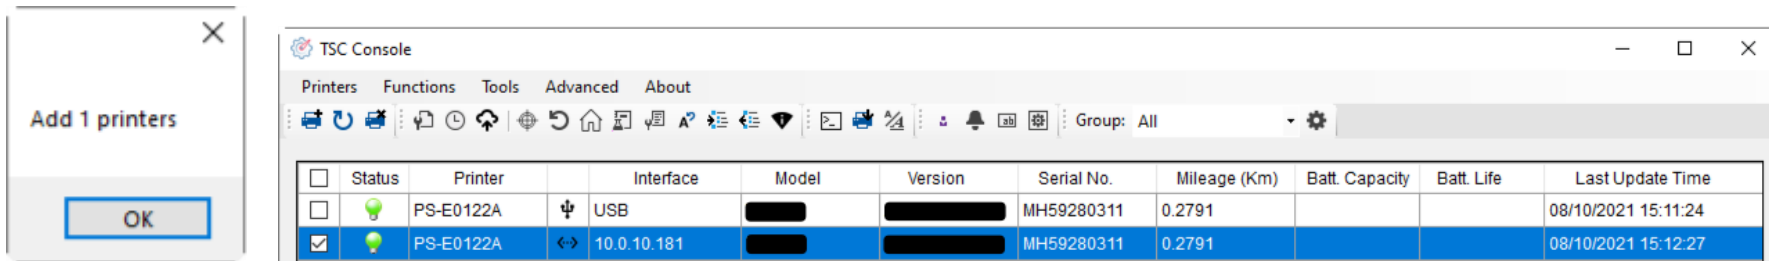 Add 1 printers
OK
TSC Console
Printers Functions Tools Advanced About
Group: All
Status Printer Interface Model Version Serial No. Mileage (Km) Batt. Capacity Batt. Life Last Update Time
PS-E0122A USB MH59280311 0.2791 08/10/2021 15:11:24
PS-E0122A 10.0.10.181 MH59280311 0.2791 08/10/2021 15:12:27